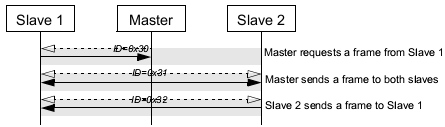 Slave 1
Master
Slave 2
ID=0x30
Master requests a frame from Slave 1
ID=0x31
Master sends a frame to both slaves
ID=0x32
Slave 2 sends a frame to Slave 1